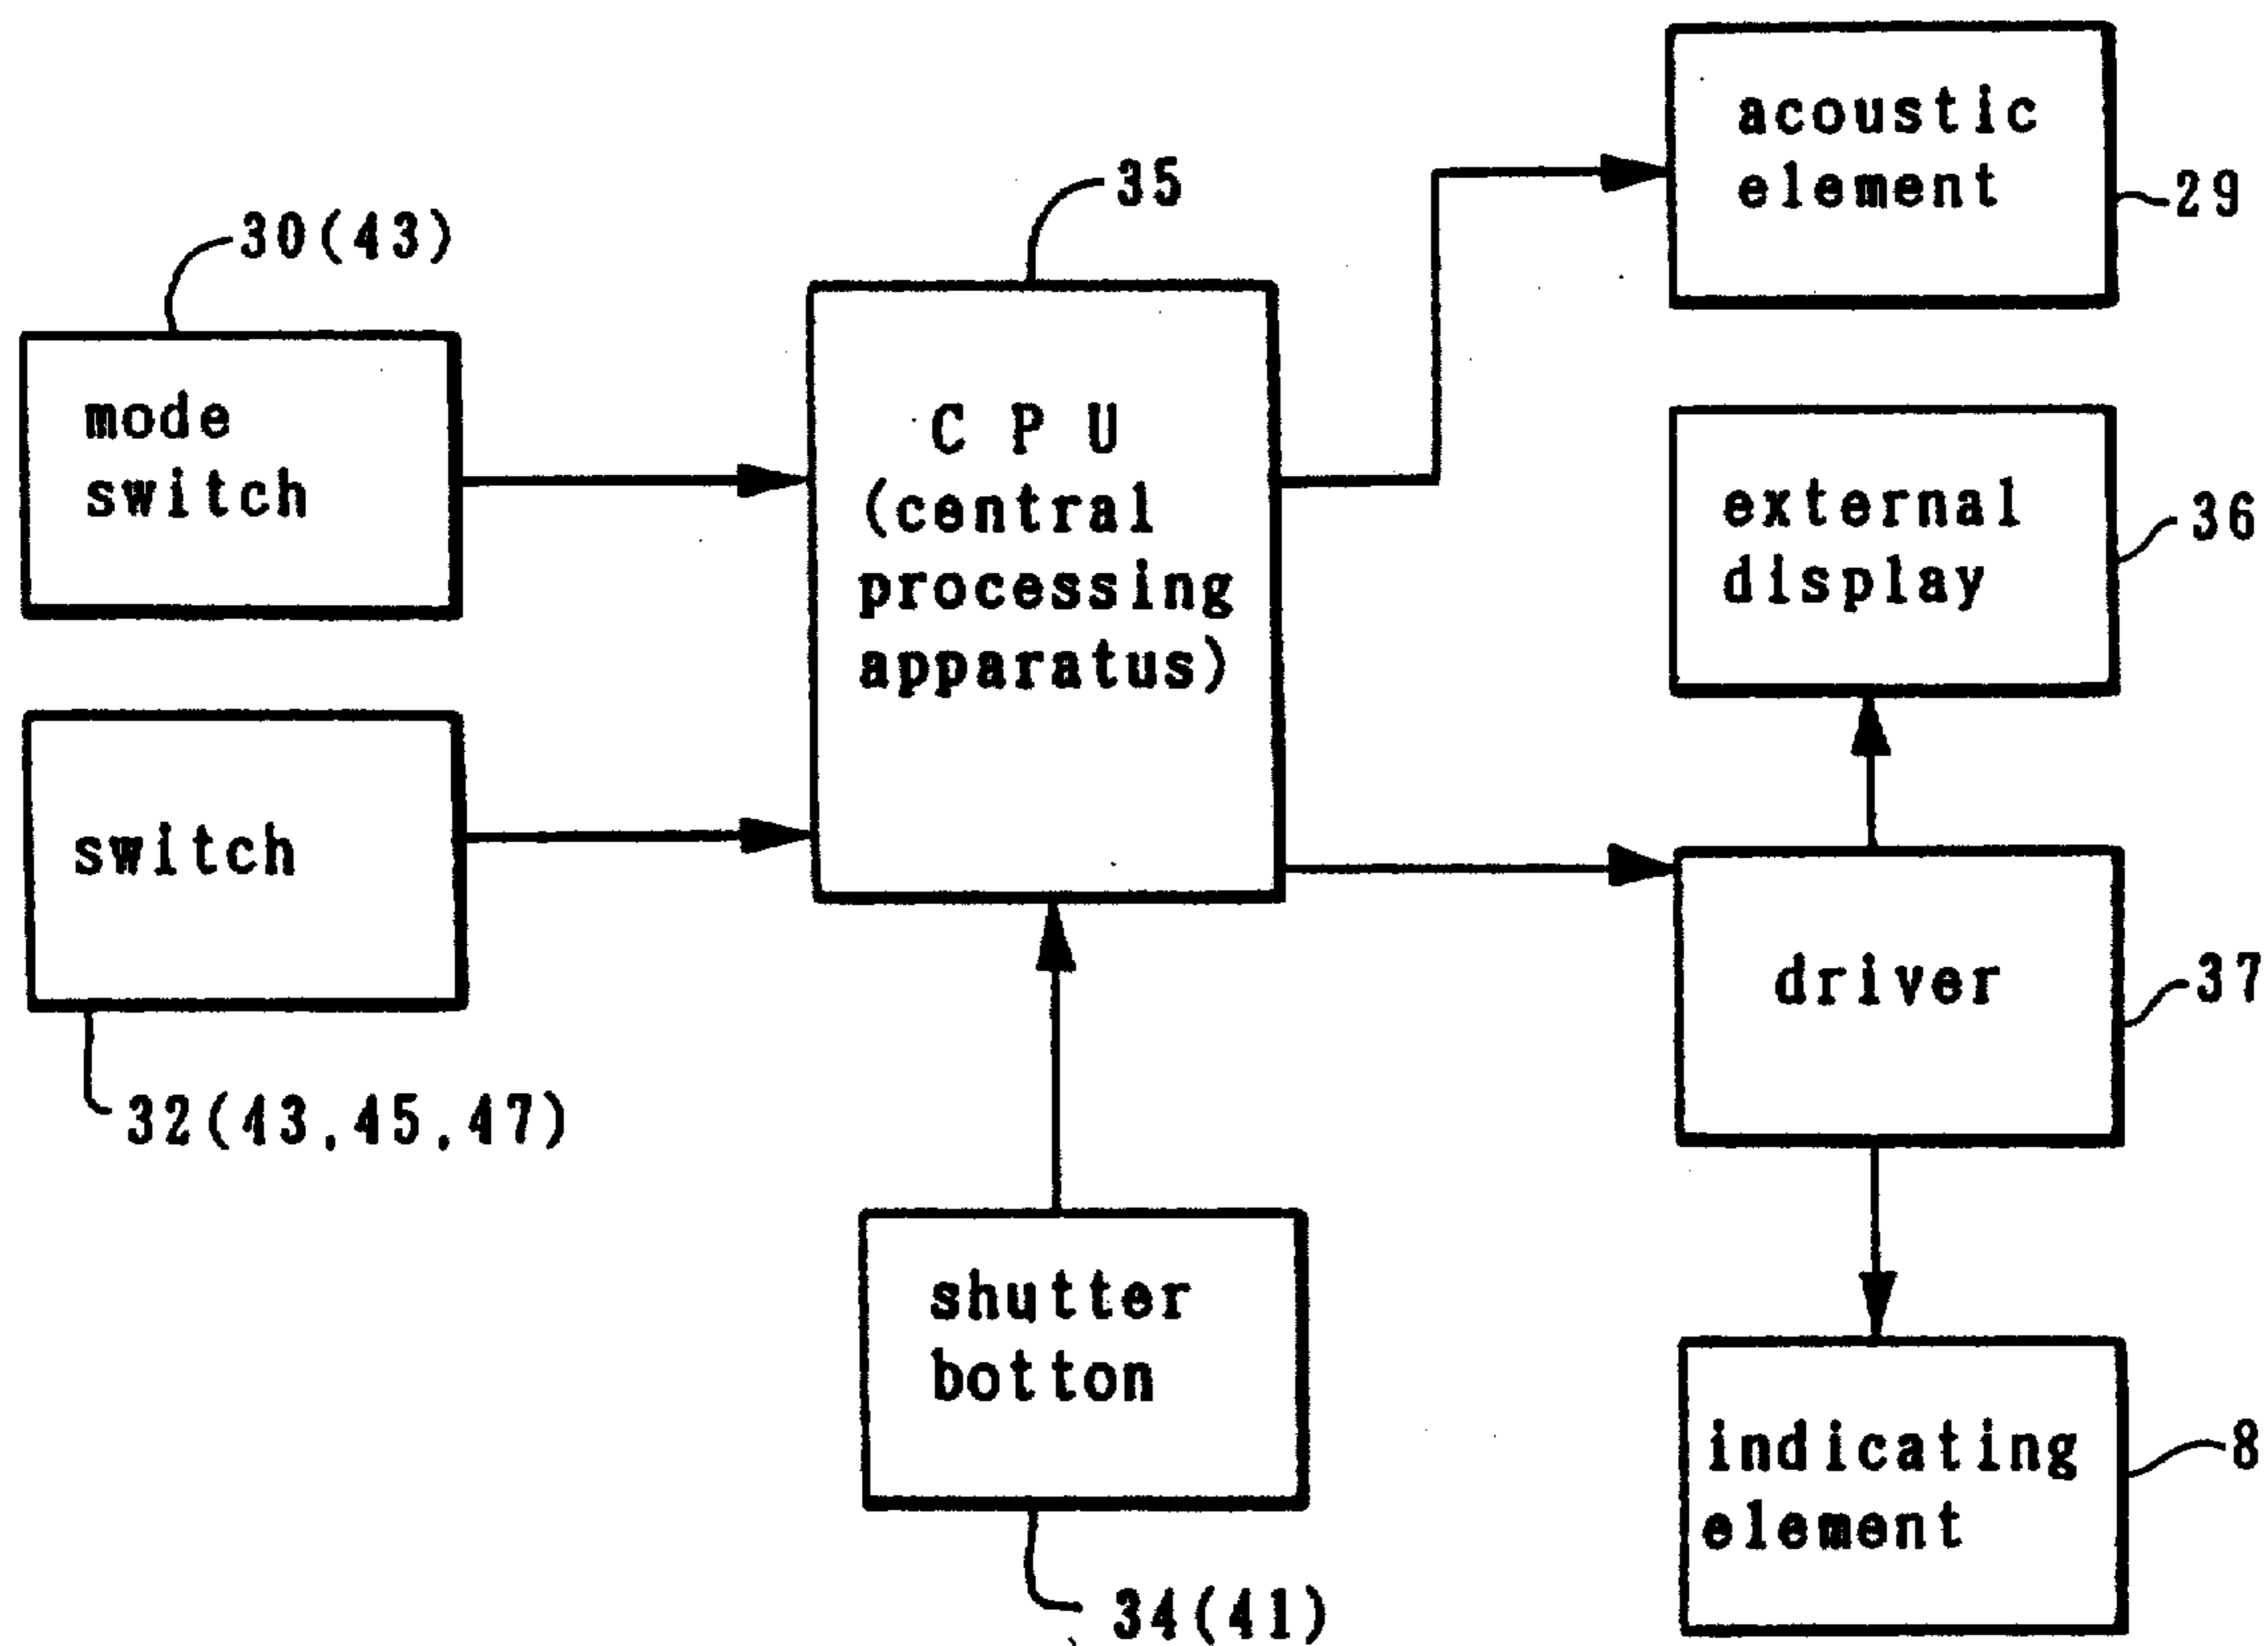 30(43)
mode
switch
switch
32(43,45,47)
35
C P U
(central
processing
apparatus)
shutter
botton
34(41)
acoustic
element
29
external
display
36
driver
37
indicating
element
8